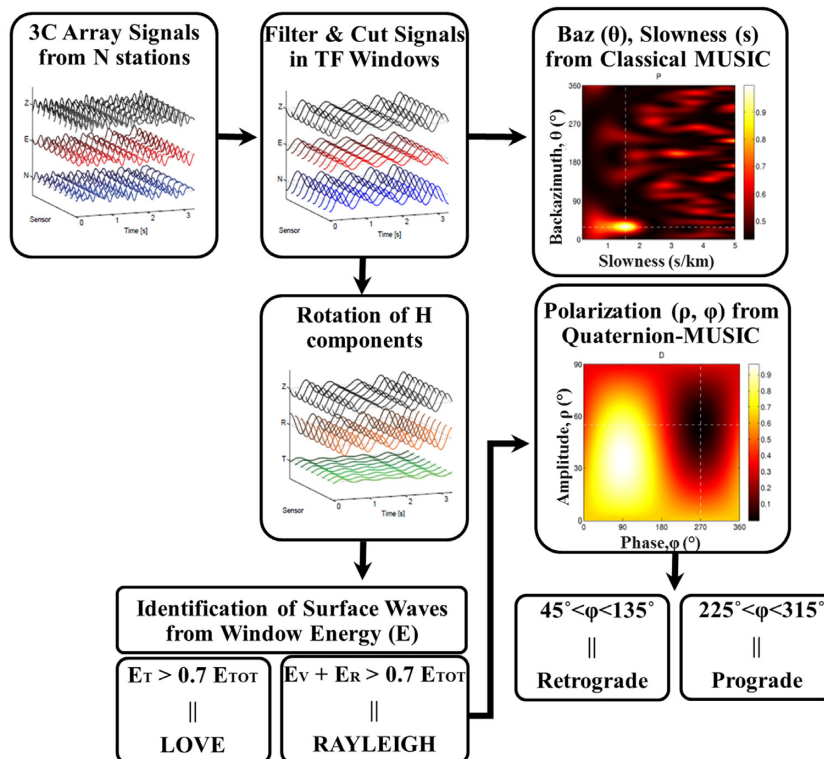 3C Array Signals
from N stations
Z
E
N
Sensor
0
1
2
3
Time [s]
Filter & Cut Signals
in TF Windows
Z
E
N
Sensor
0
1
2
3
Time [s]
Baz (θ), Slowness (s)
from Classical MUSIC
P
Backazimuth, θ (°)
360
270
180
90
0
1
2
3
4
5
Slowness (s/km)
0.9
0.8
0.7
0.6
0.5
Rotation of H
components
Z
R
T
Sensor
0
1
2
3
Time [s]
Polarization (ρ, φ) from
Quaternion-MUSIC
D
Amplitude, ρ (°)
90
60
30
0
0
90
180
270
360
Phase,φ (°)
0.9
0.8
0.7
0.6
0.5
0.4
0.3
0.2
0.1
Identification of Surface Waves
from Window Energy (E)
ET > 0.7 ETOT
||
LOVE
EV + ER > 0.7 ETOT
||
RAYLEIGH
45°<φ<135°
||
Retrograde
225°<φ<315°
||
Prograde